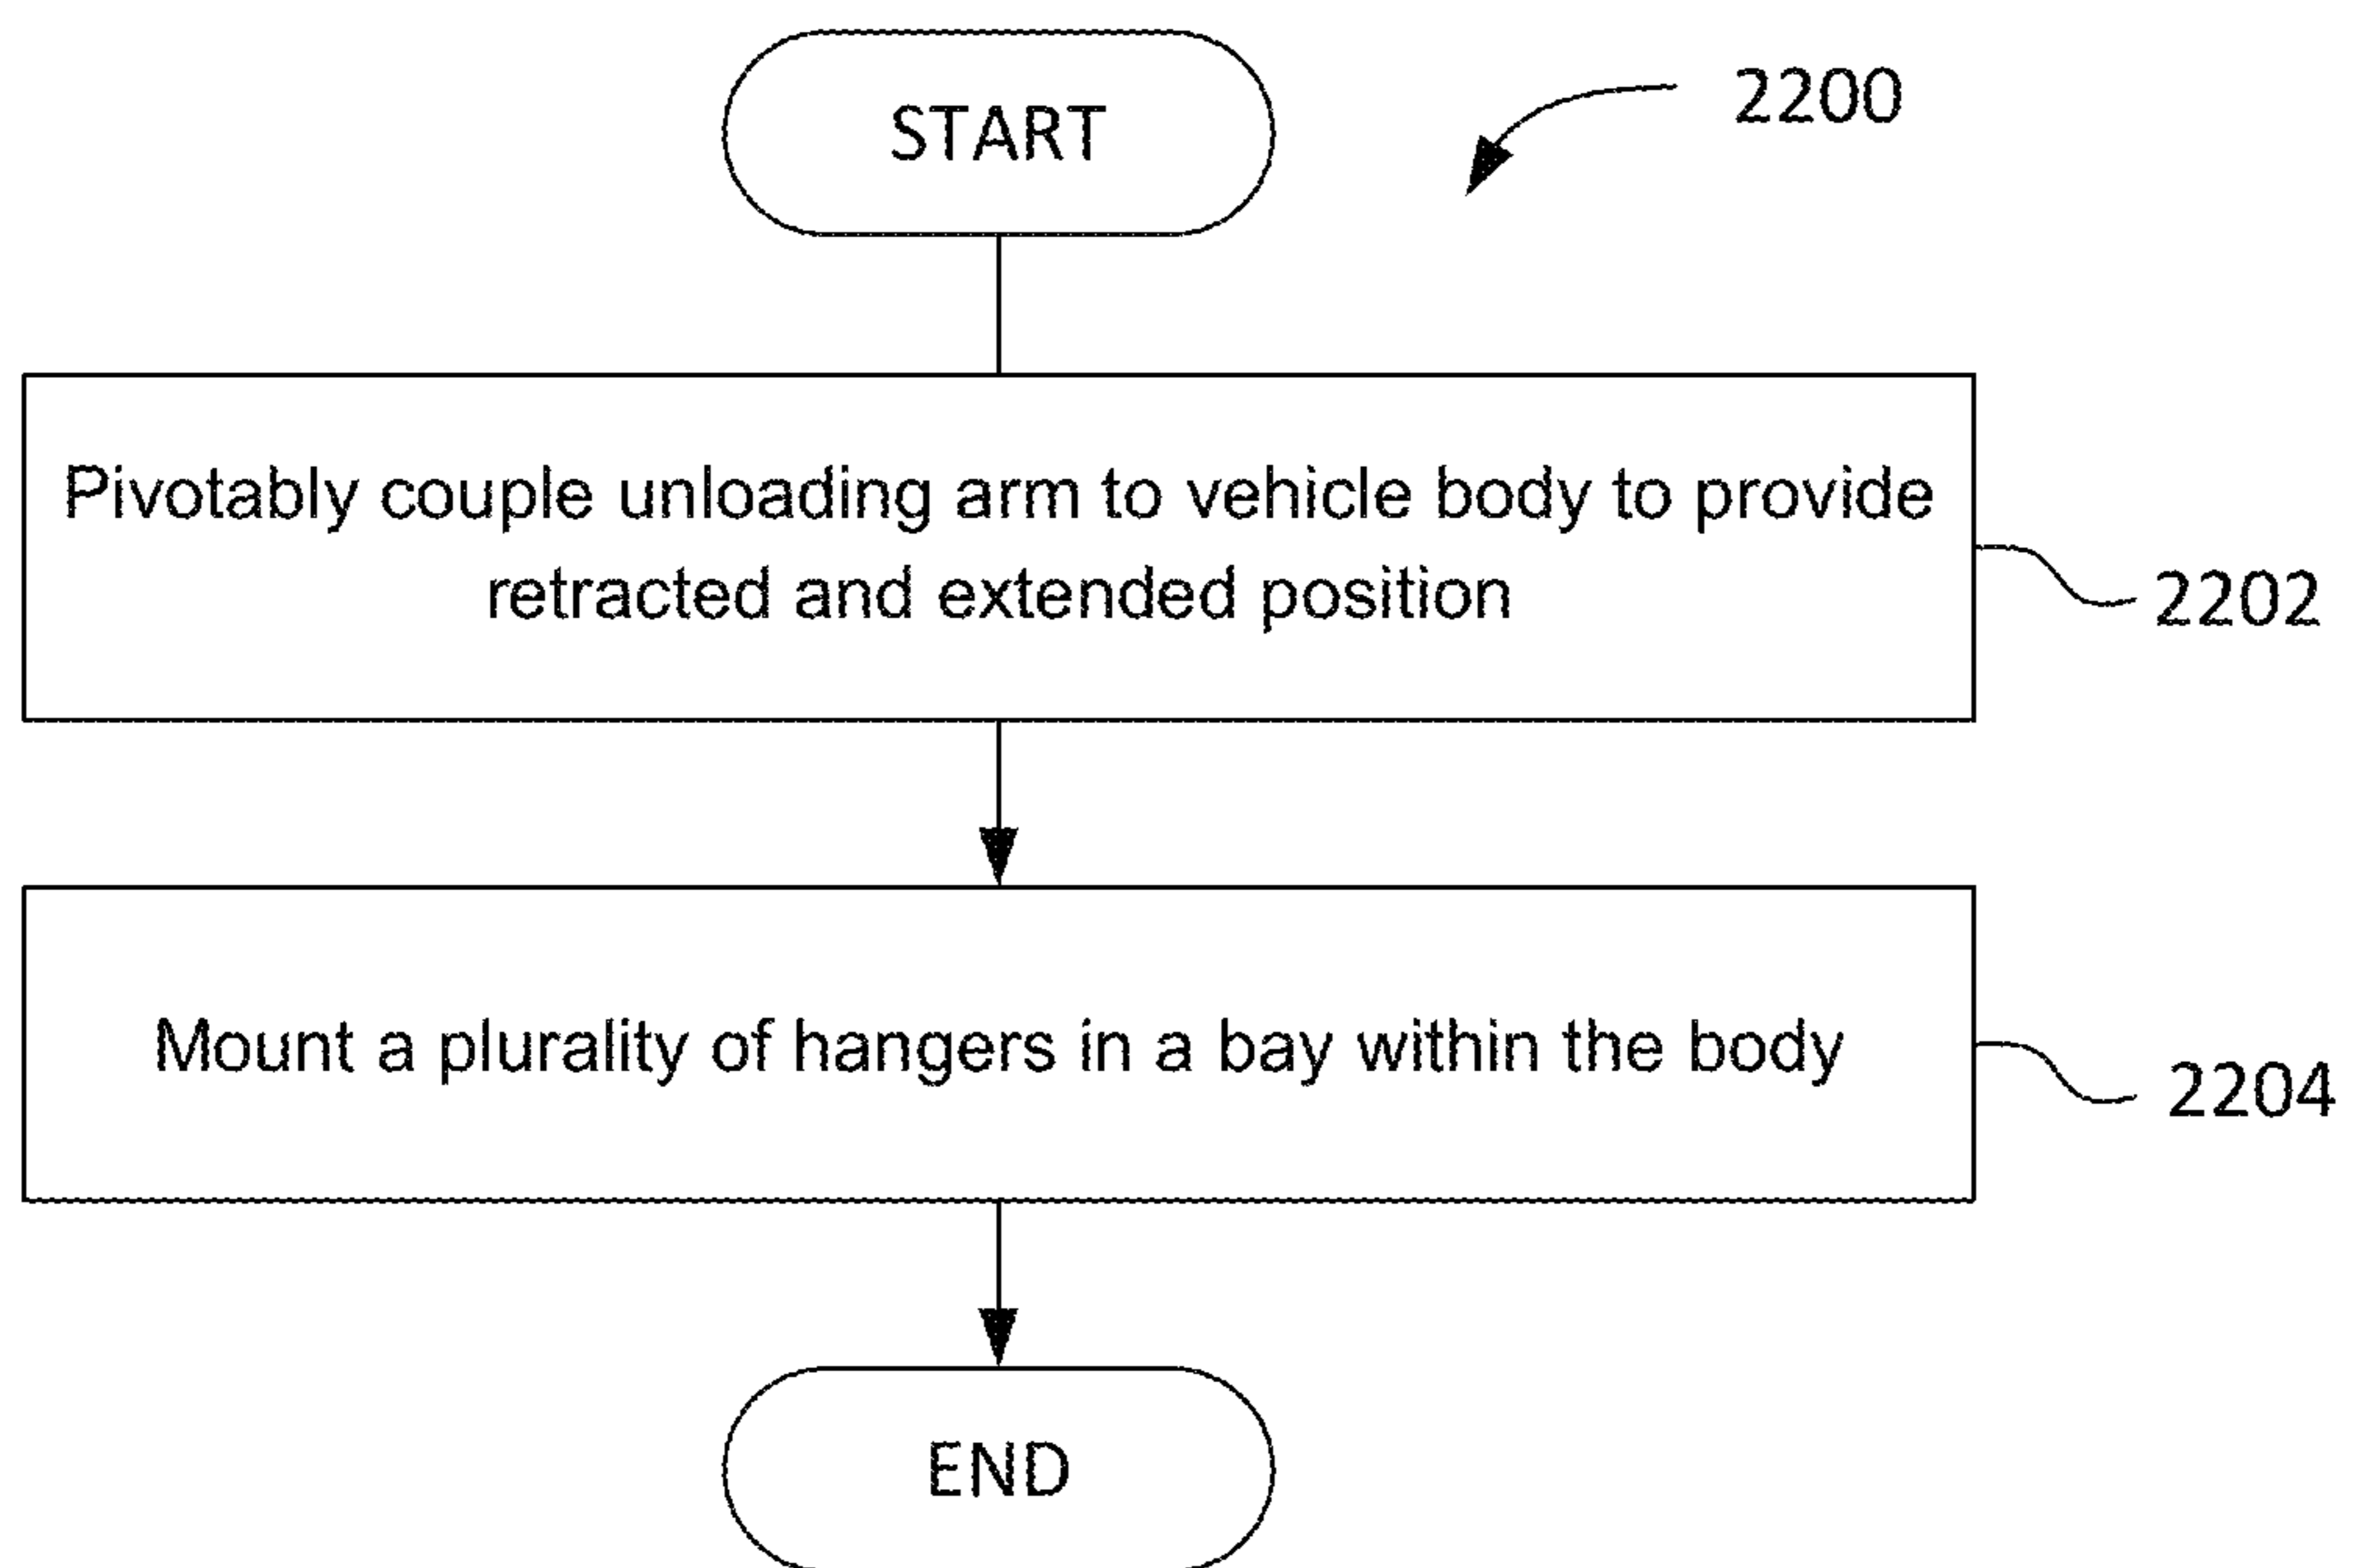 START
2200
Pivotably couple unloading arm to vehicle body to provide
retracted and extended position
2202
Mount a plurality of hangers in a bay within the body
2204
END